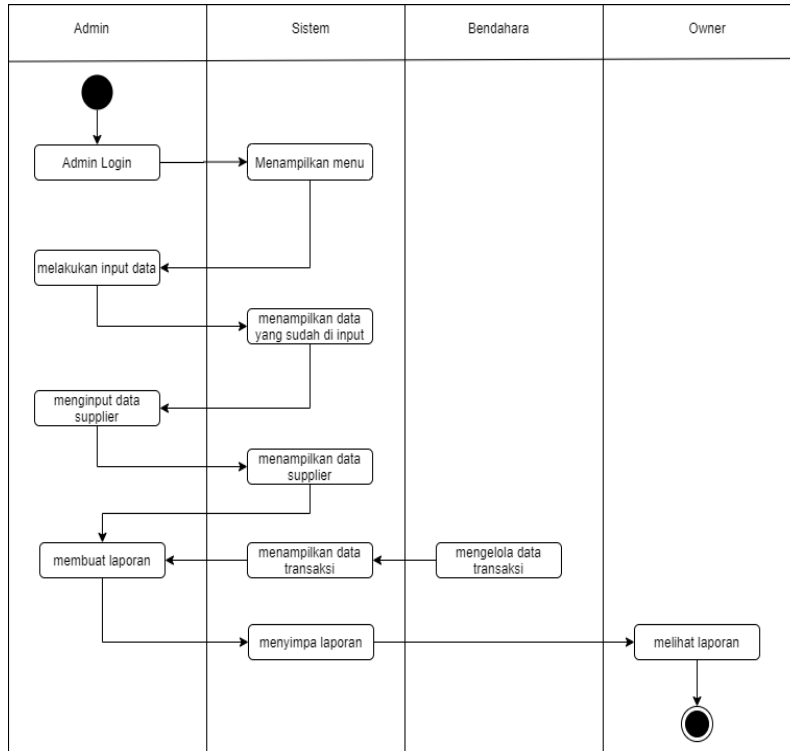 Admin
Sistem
Bendahara
Owner
Admin Login
Menampilkan menu
melakukan input data
menampilkan data
yang sudah di input
menginput data
supplier
menampilkan data
supplier
membuat laporan
menampilkan data
transaksi
mengelola data
transaksi
menyimpa laporan
melihat laporan